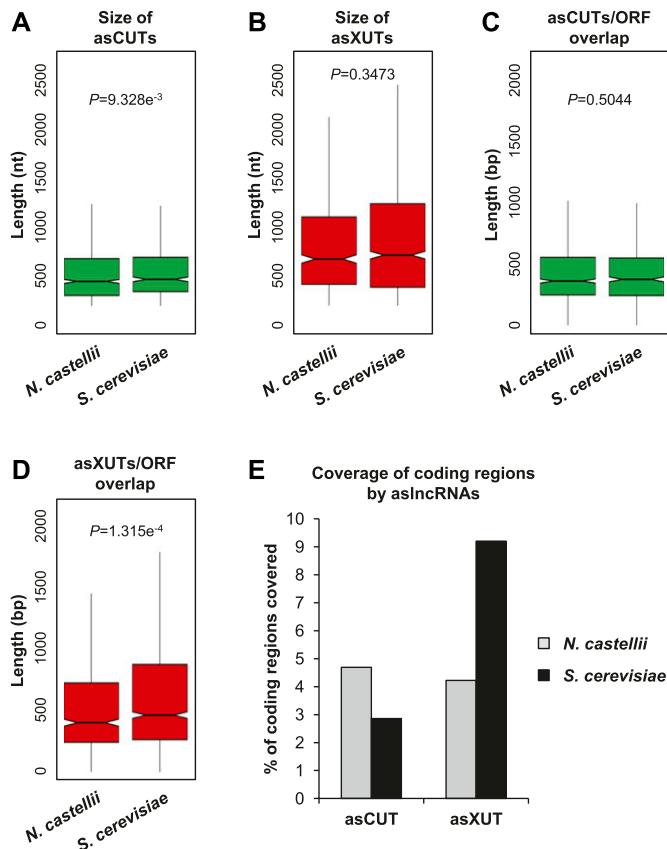 A
Size of
asCUTs
P=9.328e-3
Length (nt)
2500
2000
1500
1000
500
0
N. castellii
S. cerevisiae
B
Size of
asXUTs
P=0.3473
Length (nt)
2500
2000
1500
1000
500
0
N. castellii
S. cerevisiae
C
asCUTs/ORF
overlap
P=0.5044
Length (bp)
2000
1500
1000
500
0
N. castellii
S. cerevisiae
D
asXUTs/ORF
overlap
P=1.315e-4
Length (bp)
2000
1500
1000
500
0
N. castellii
S. cerevisiae
E
Coverage of coding regions
by aslncRNAs
% of coding regions covered
10
9
8
7
6
5
4
3
2
1
0
asCUT
asXUT
N. castellii
S. cerevisiae